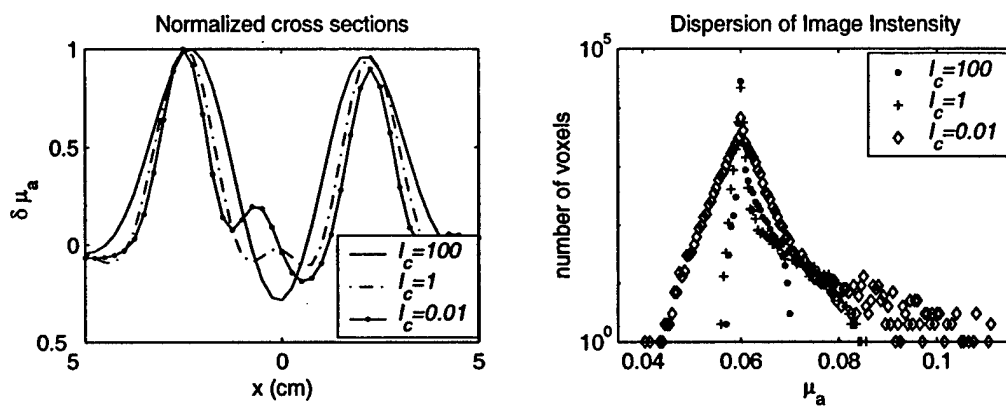 Normalized cross sections
1
0.5
0
0.5
δ μa
5
0
5
x (cm)
lc=100
lc=1
lc=0.01
Dispersion of Image Instensity
10^5
10^0
number of voxels
0.04
0.06
0.08
0.1
μa
lc=100
lc=1
lc=0.01